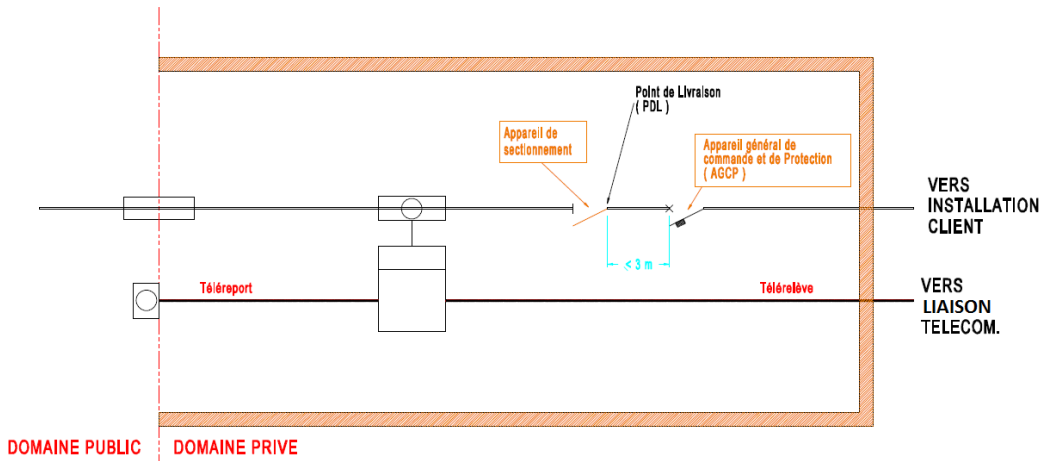 Point de Livraison
( PDL )
Appareil de
sectionnement
Appareil général de
commande et de Protection
( AGCP )
VERS
INSTALLATION
CLIENT
≤ 3 m
Téléreport
Télérelève
VERS
LIAISON
TELECOM.
DOMAINE PUBLIC
DOMAINE PRIVE